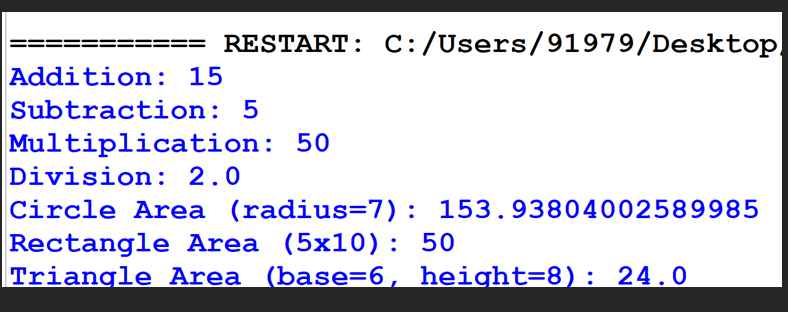 =========== RESTART: C:/Users/91979/Desktop/
Addition: 15
Subtraction: 5
Multiplication: 50
Division: 2.0
Circle Area (radius=7): 153.93804002589985
Rectangle Area (5x10): 50
Triangle Area (base=6, height=8): 24.0